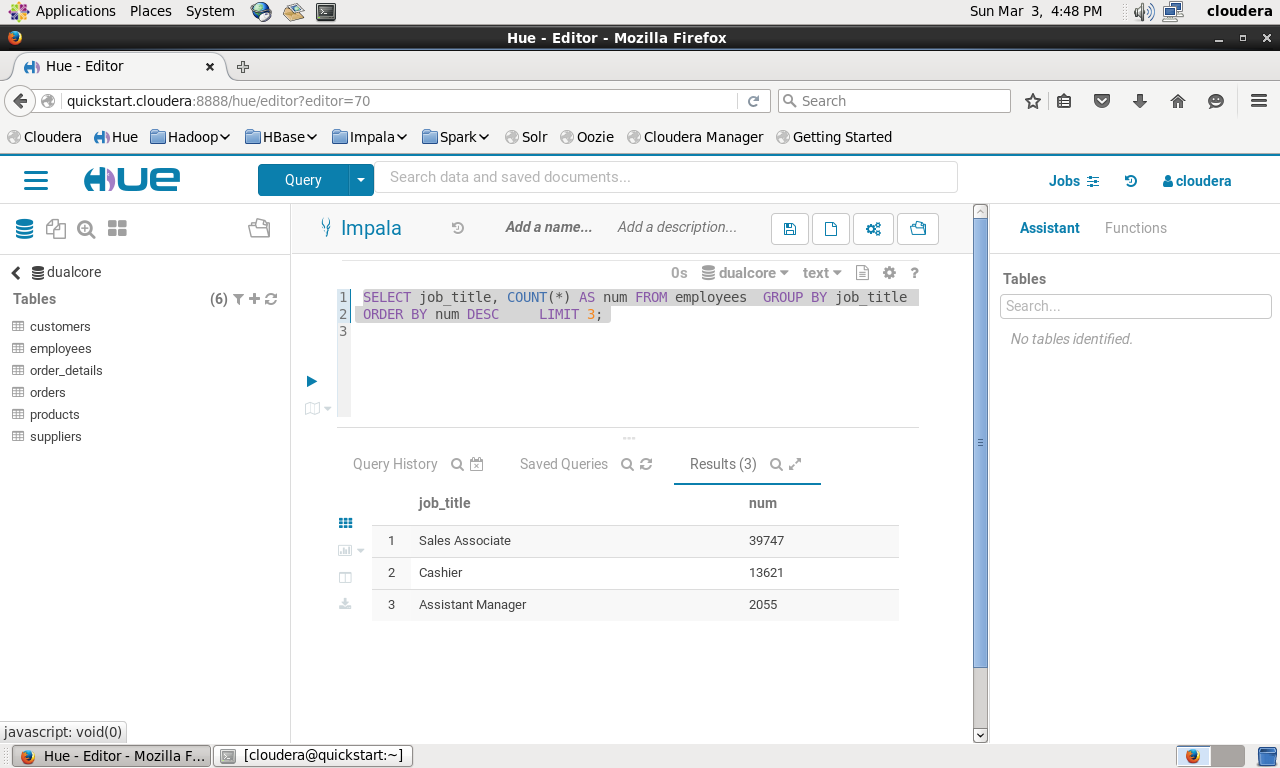 Applications Places System Sun Mar 3, 4:48 PM cloudera
Hue - Editor - Mozilla Firefox
Hue - Editor
quickstart.cloudera:8888/hue/editor?editor=70 Search
Cloudera Hue Hadoop HBase Impala Spark Solr Oozie Cloudera Manager Getting Started
HUE Query Search data and saved documents... Jobs cloudera
Impala Add a name... Add a description... Assistant Functions
dualcore 0s dualcore text ?
Tables (6)
customers
employees
order_details
orders
products
suppliers
1 SELECT job_title, COUNT(*) AS num FROM employees  GROUP BY job_title
2 ORDER BY num DESC     LIMIT 3;
3
Query History Saved Queries Results (3)
job_title num
1 Sales Associate 39747
2 Cashier 13621
3 Assistant Manager 2055
Tables
Search...
No tables identified.
javascript: void(0)
Hue - Editor - Mozilla F... [cloudera@quickstart:~]